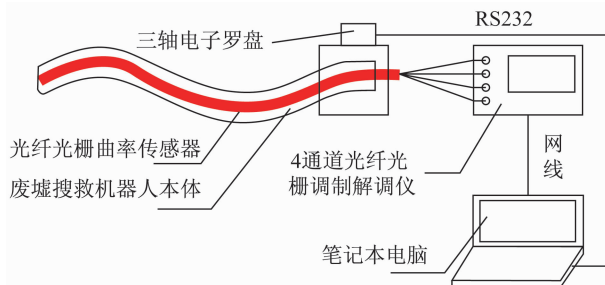 三轴电子罗盘
RS232
光纤光栅曲率传感器
废墟搜救机器人本体
4通道光纤光
栅调制解调仪
网
线
笔记本电脑